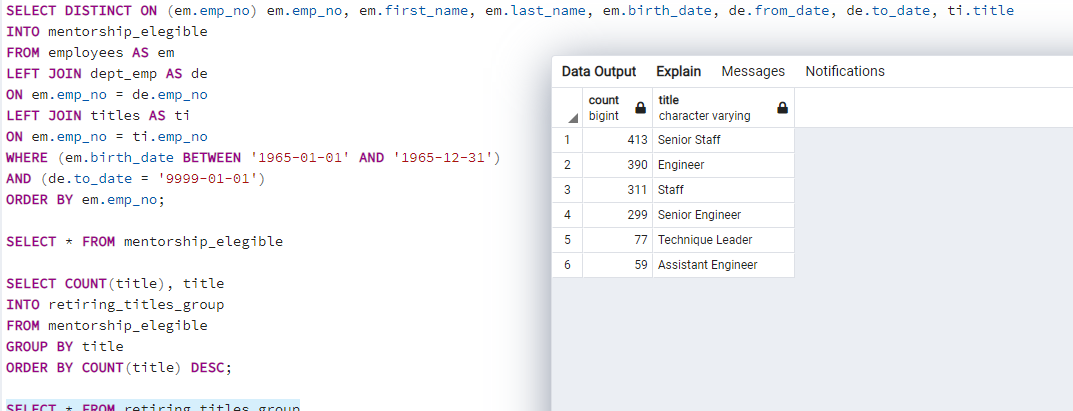 SELECT DISTINCT ON (em.emp_no) em.emp_no, em.first_name, em.last_name, em.birth_date, de.from_date, de.to_date, ti.title
INTO mentorship_elegible
FROM employees AS em
LEFT JOIN dept_emp AS de
ON em.emp_no = de.emp_no
LEFT JOIN titles AS ti
ON em.emp_no = ti.emp_no
WHERE (em.birth_date BETWEEN '1965-01-01' AND '1965-12-31')
AND (de.to_date = '9999-01-01')
ORDER BY em.emp_no;
SELECT * FROM mentorship_elegible
SELECT COUNT(title), title
INTO retiring_titles_group
FROM mentorship_elegible
GROUP BY title
ORDER BY COUNT(title) DESC;
SELECT * FROM retiring_titles_group
Data Output Explain Messages Notifications
count title
bigint character varying
1 413 Senior Staff
2 390 Engineer
3 311 Staff
4 299 Senior Engineer
5 77 Technique Leader
6 59 Assistant Engineer